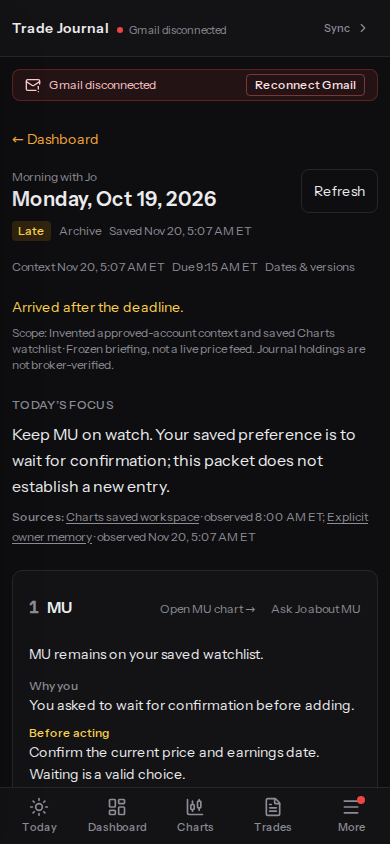 Trade Journal Gmail disconnected Sync
Gmail disconnected Reconnect Gmail
← Dashboard
Morning with Jo
Monday, Oct 19, 2026
Refresh
Late Archive Saved Nov 20, 5:07 AM ET
Context Nov 20, 5:07 AM ET Due 9:15 AM ET Dates & versions
Arrived after the deadline.
Scope: Invented approved-account context and saved Charts
watchlist · Frozen briefing, not a live price feed. Journal holdings are
not broker-verified.
TODAY'S FOCUS
Keep MU on watch. Your saved preference is to
wait for confirmation; this packet does not
establish a new entry.
Sources: Charts saved workspace · observed 8:00 AM ET; Explicit
owner memory · observed Nov 20, 5:07 AM ET
1 MU Open MU chart → Ask Jo about MU
MU remains on your saved watchlist.
Why you
You asked to wait for confirmation before adding.
Before acting
Confirm the current price and earnings date.
Waiting is a valid choice.
Today Dashboard Charts Trades More